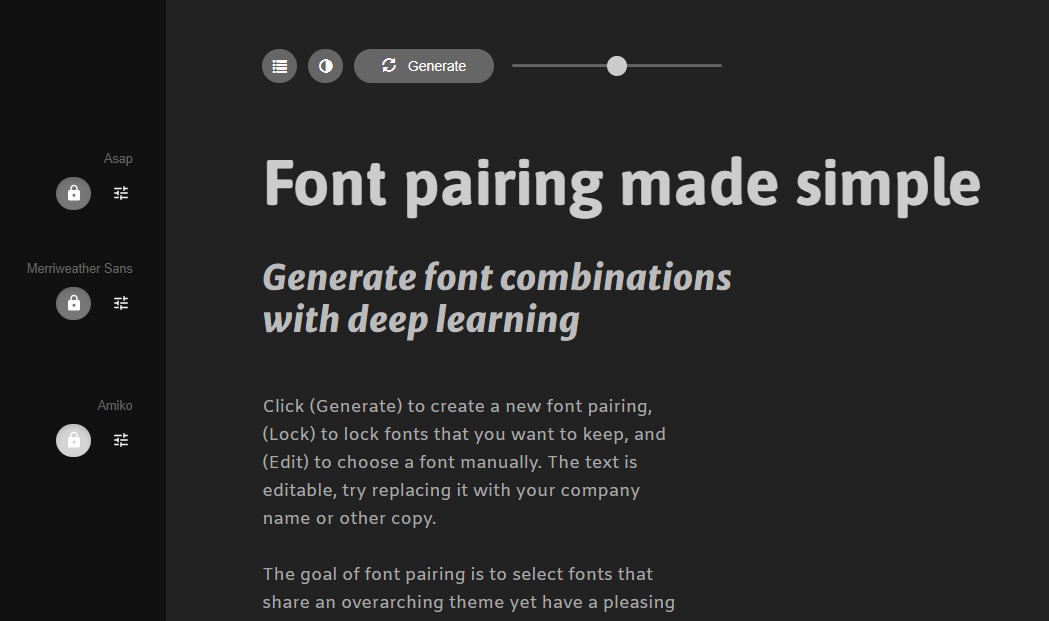 Generate
Asap
Font pairing made simple
Merriweather Sans
Generate font combinations
with deep learning
Amiko
Click (Generate) to create a new font pairing,
(Lock) to lock fonts that you want to keep, and
(Edit) to choose a font manually. The text is
editable, try replacing it with your company
name or other copy.
The goal of font pairing is to select fonts that
share an overarching theme yet have a pleasing